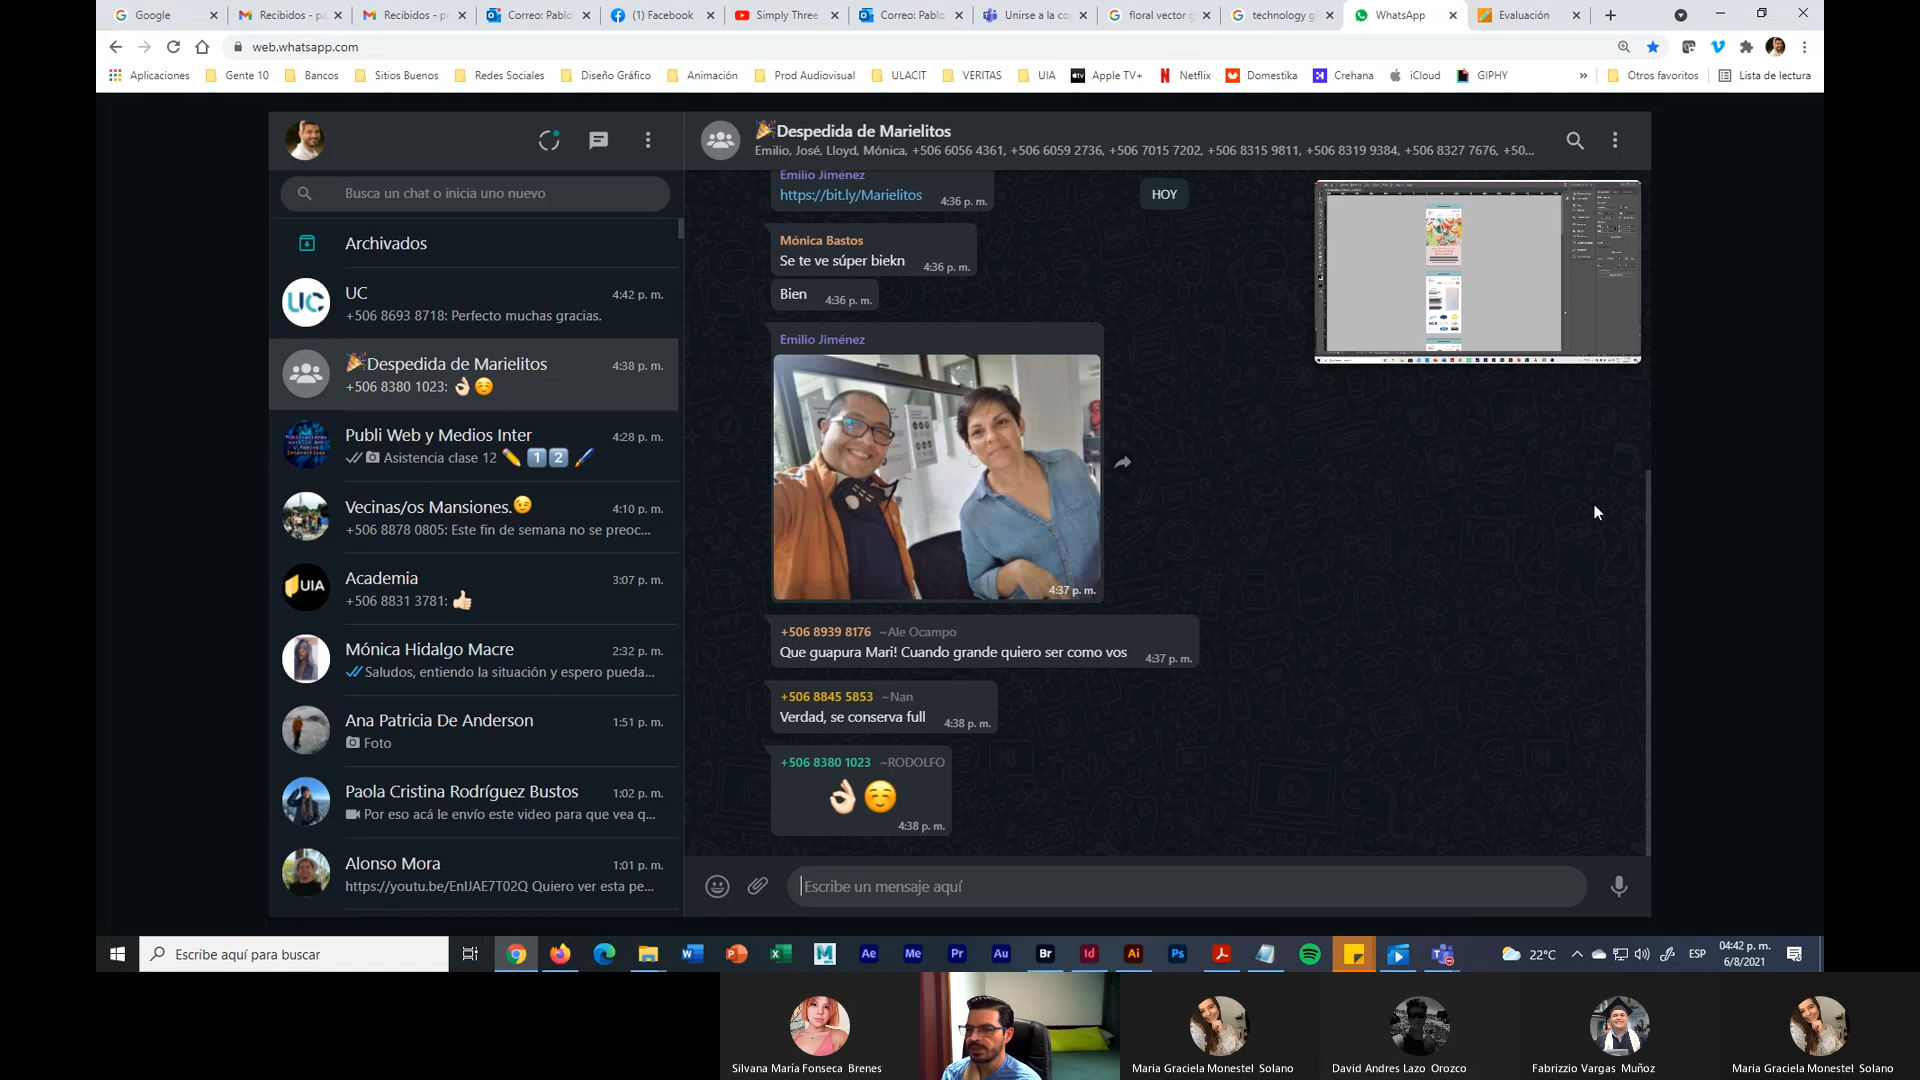 Google
Recibidos - pa
Recibidos - pa
Correo: Pablo
(1) Facebook
Simply Three
Correo: Pablo
Unirse a la co
floral vector g
technology g
WhatsApp
Evaluación
web.whatsapp.com
Aplicaciones
Gente 10
Bancos
Sitios Buenos
Redes Sociales
Diseño Gráfico
Animación
Prod Audiovisual
ULACIT
VERITAS
UIA
Apple TV+
Netflix
Domestika
Crehana
iCloud
GIPHY
»
Otros favoritos
Lista de lectura
Busca un chat o inicia uno nuevo
Archivados
UC
4:42 p. m.
+506 8693 8718: Perfecto muchas gracias.
🎉Despedida de Marielitos
4:38 p. m.
+506 8380 1023: 👌🏻☺️
Publi Web y Medios Inter
4:28 p. m.
Asistencia clase 12 ✏️ 1️⃣2️⃣ 🖌️
Vecinas/os Mansiones.😉
4:10 p. m.
+506 8878 0805: Este fin de semana no se preoc...
UIA
Academia
3:07 p. m.
+506 8831 3781: 👍🏻
Mónica Hidalgo Macre
2:32 p. m.
Saludos, entiendo la situación y espero pueda...
Ana Patricia De Anderson
1:51 p. m.
Foto
Paola Cristina Rodríguez Bustos
1:02 p. m.
Por eso acá le envío este video para que vea q...
Alonso Mora
1:01 p. m.
https://youtu.be/EnIJAE7T02Q Quiero ver esta pe...
🎉Despedida de Marielitos
Emilio, José, Lloyd, Mónica, +506 6056 4361, +506 6059 2736, +506 7015 7202, +506 8315 9811, +506 8319 9384, +506 8327 7676, +50...
HOY
Emilio Jiménez
https://bit.ly/Marielitos
4:36 p. m.
Mónica Bastos
Se te ve súper biekn
4:36 p. m.
Bien
4:36 p. m.
Emilio Jiménez
4:37 p. m.
+506 8939 8176 ~Ale Ocampo
Que guapura Mari! Cuando grande quiero ser como vos
4:37 p. m.
+506 8845 5853 ~Nan
Verdad, se conserva full
4:38 p. m.
+506 8380 1023 ~RODOLFO
👌🏻☺️
4:38 p. m.
Escribe un mensaje aquí
Escribe aquí para buscar
Ae
Me
Pr
Au
Br
Id
Ai
Ps
22°C
ESP
04:42 p. m.
6/8/2021
Silvana María Fonseca Brenes
Maria Graciela Monestel Solano
David Andres Lazo Orozco
Fabrizzio Vargas Muñoz
Maria Graciela Monestel Solano